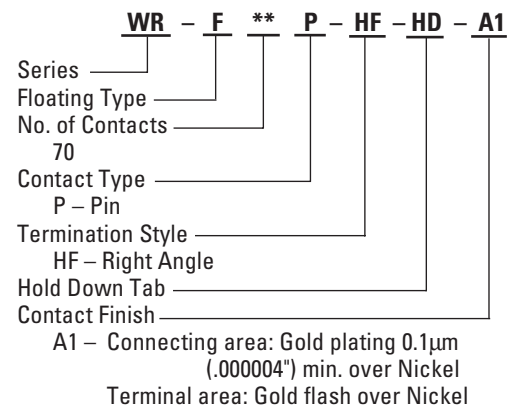 WR – F ** P – HF – HD – A1
Series
Floating Type
No. of Contacts
70
Contact Type
P – Pin
Termination Style
HF – Right Angle
Hold Down Tab
Contact Finish
A1 – Connecting area: Gold plating 0.1µm
(.000004") min. over Nickel
Terminal area: Gold flash over Nickel